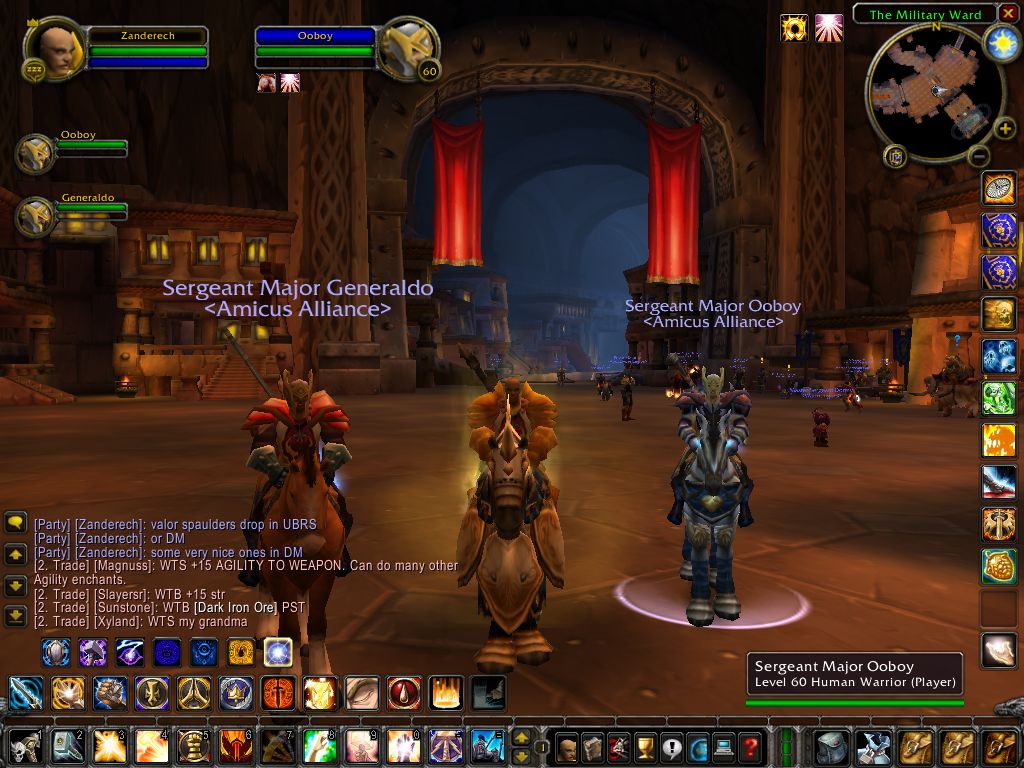 Zanderech
Ooboy
60
zzz
The Military Ward
N
Ooboy
Generaldo
Sergeant Major Generaldo
<Amicus Alliance>
Sergeant Major Ooboy
<Amicus Alliance>
[Party] [Zanderech]: valor spaulders drop in UBRS
[Party] [Zanderech]: or DM
[Party] [Zanderech]: some very nice ones in DM
[2. Trade] [Magnuss]: WTS +15 AGILITY TO WEAPON. Can do many other
Agility enchants.
[2. Trade] [Slayersr]: WTB +15 str
[2. Trade] [Sunstone]: WTB [Dark Iron Ore] PST
[2. Trade] [Xyland]: WTS my grandma
Sergeant Major Ooboy
Level 60 Human Warrior (Player)
2 3 4 5 6 7 8 9 0 - =
1